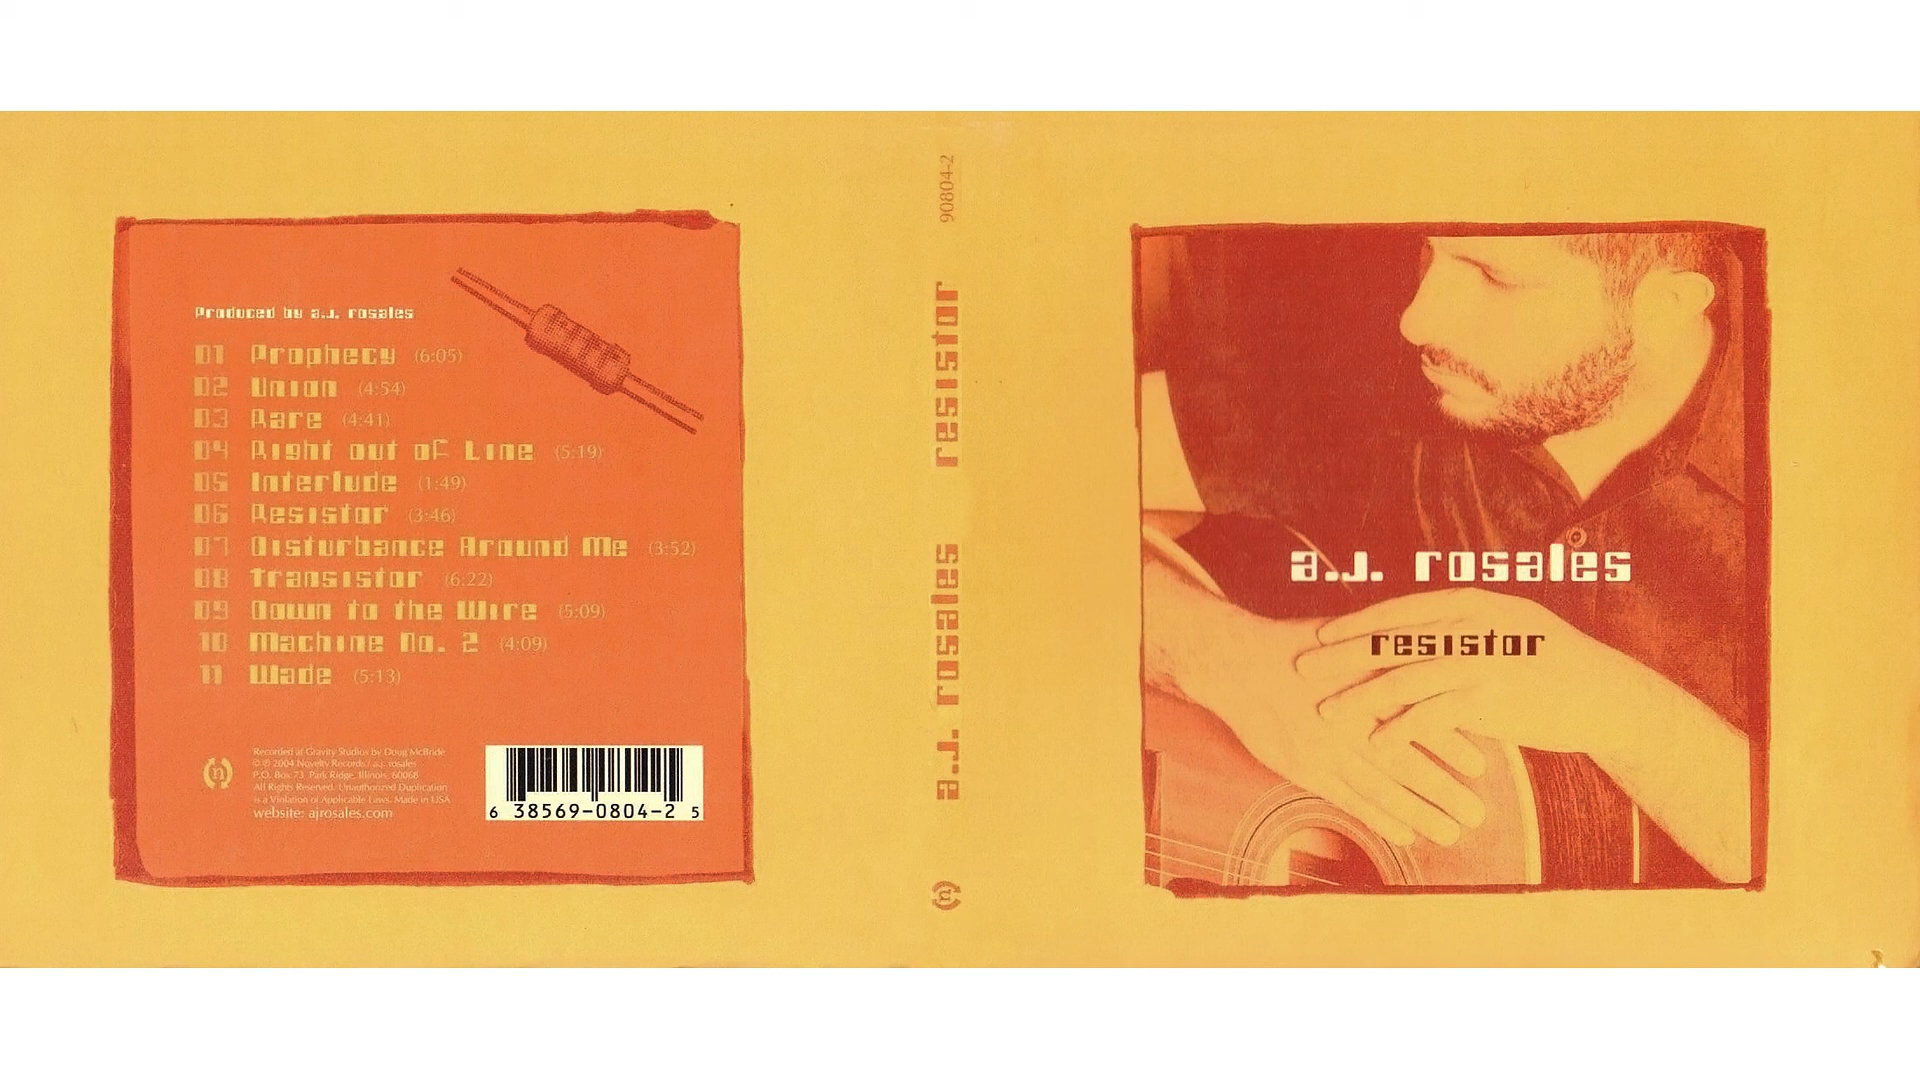 Produced by a.j. rosales
01 Prophecy (6:05)
02 Union (4:54)
03 Rare (4:41)
04 Right out of Line (5:19)
05 Interlude (1:49)
06 Resistor (3:46)
07 Disturbance Around Me (3:52)
08 Transistor (6:22)
09 Down to the Wire (5:09)
10 Machine No. 2 (4:09)
11 Wade (5:13)
Recorded at Gravity Studios by Doug McBride
© ℗ 2004 Novelty Records / a.j. rosales
P.O. Box 73 Park Ridge, Illinois, 60068
All Rights Reserved. Unauthorized Duplication
is a Violation of Applicable Laws. Made in USA
website: ajrosales.com
n
6 38569-0804-2 5
a.j. rosales resistor 90804-2
n
a.j. rosales
resistor